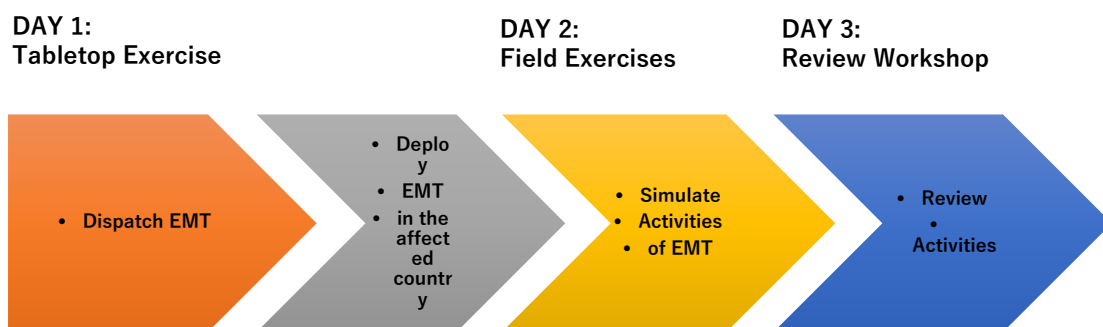 DAY 1:
Tabletop Exercise
DAY 2:
Field Exercises
DAY 3:
Review Workshop
• Dispatch EMT
• Deplo
y
• EMT
• in the
affect
ed
countr
y
• Simulate
• Activities
• of EMT
• Review
•
Activities